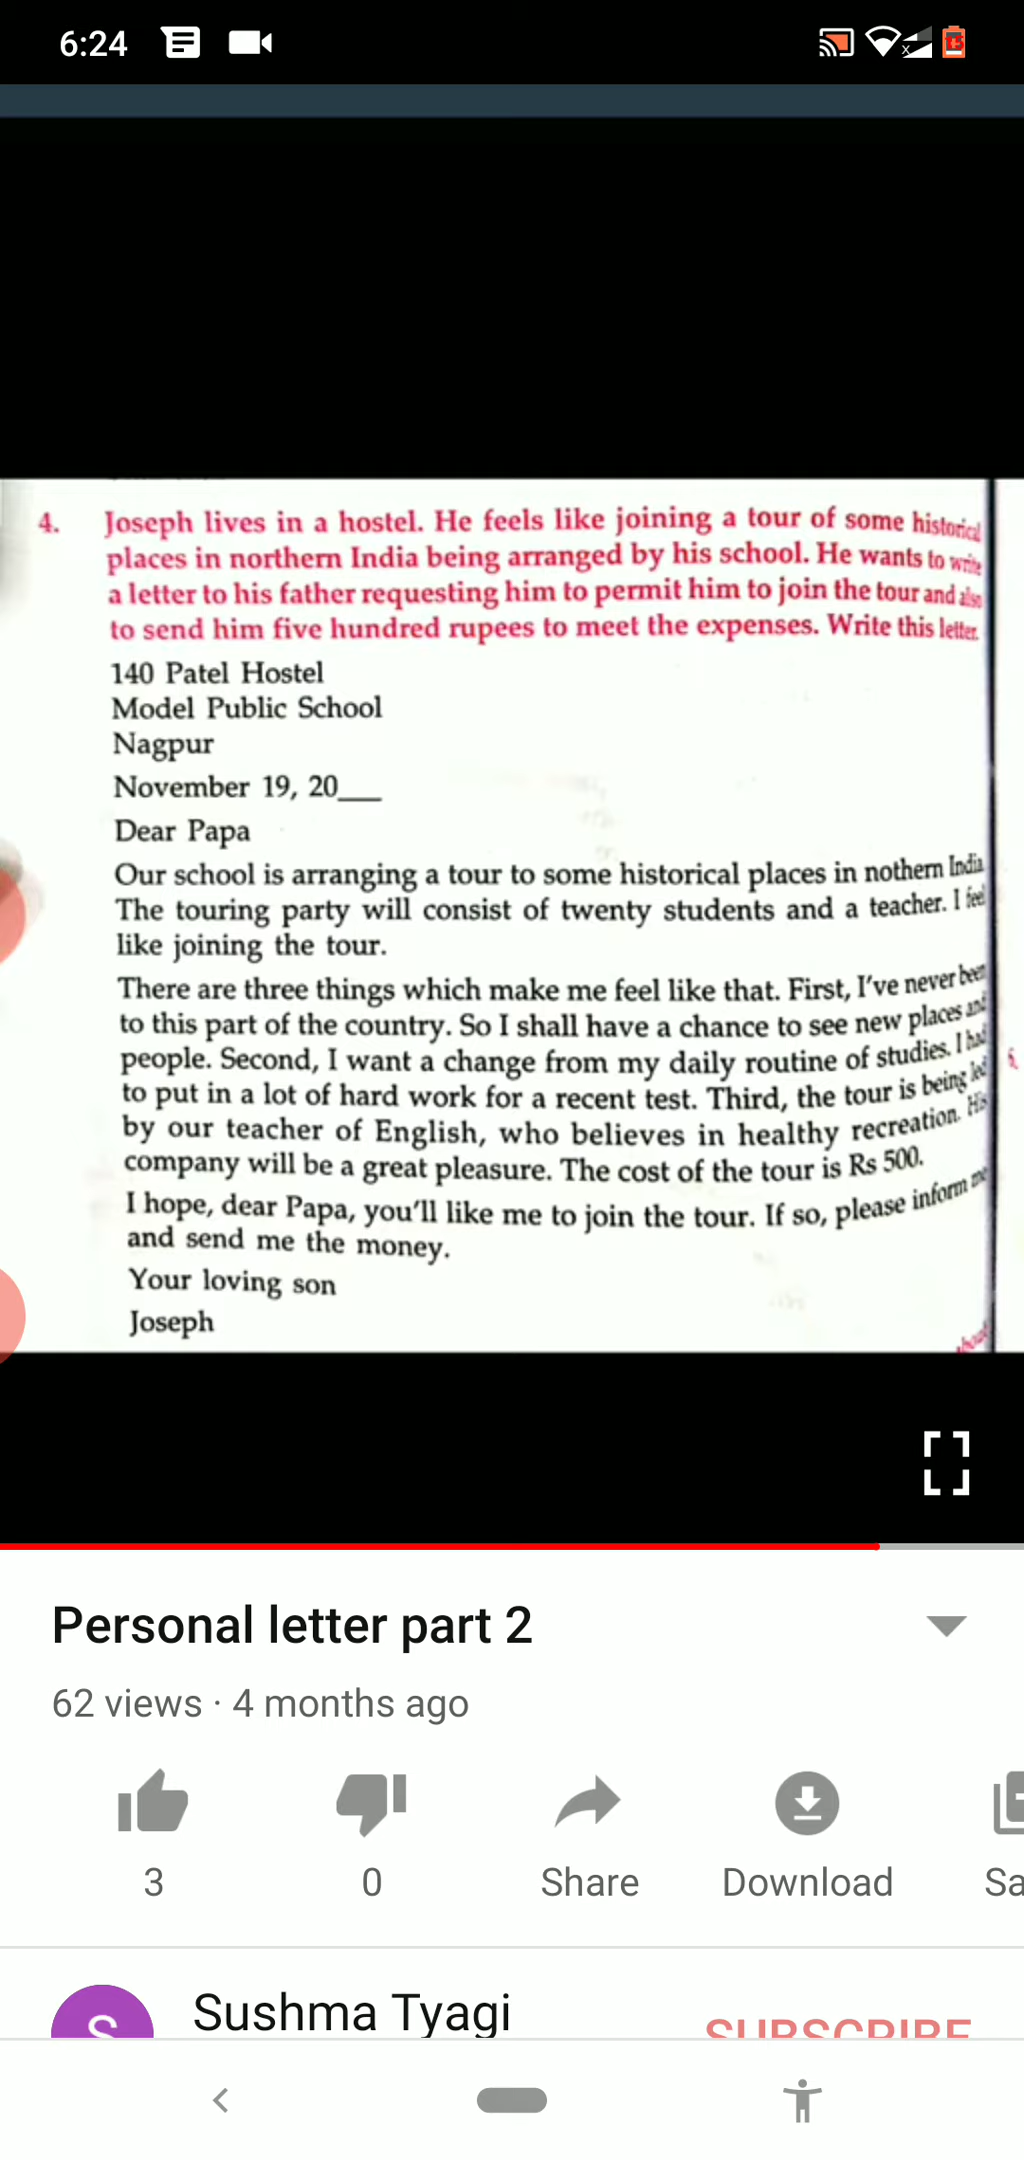 6:24
4. Joseph lives in a hostel. He feels like joining a tour of some historical
places in northern India being arranged by his school. He wants to write
a letter to his father requesting him to permit him to join the tour and also
to send him five hundred rupees to meet the expenses. Write this letter.
140 Patel Hostel
Model Public School
Nagpur
November 19, 20___
Dear Papa
Our school is arranging a tour to some historical places in nothern India
The touring party will consist of twenty students and a teacher. I feel
like joining the tour.
There are three things which make me feel like that. First, I've never been
to this part of the country. So I shall have a chance to see new places and
people. Second, I want a change from my daily routine of studies. I had
to put in a lot of hard work for a recent test. Third, the tour is being led
by our teacher of English, who believes in healthy recreation. His
company will be a great pleasure. The cost of the tour is Rs 500.
I hope, dear Papa, you'll like me to join the tour. If so, please inform me
and send me the money.
Your loving son
Joseph
Personal letter part 2
62 views · 4 months ago
3
0
Share
Download
Sa
S
Sushma Tyagi
SUBSCRIBE